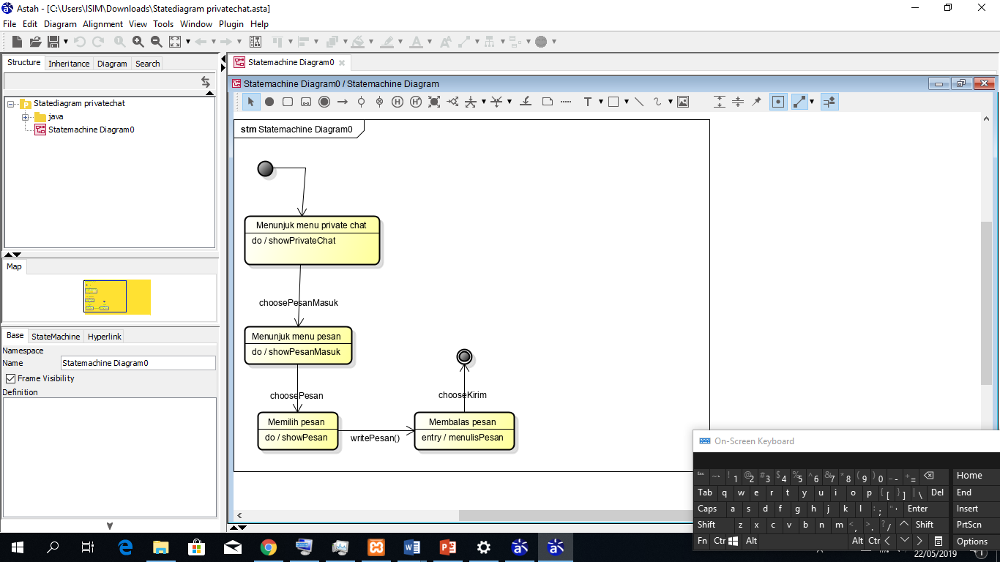 Astah - [C:\Users\ISIM\Downloads\Statediagram privatechat.asta]
File Edit Diagram Alignment View Tools Window Plugin Help
Structure Inheritance Diagram Search
Statediagram privatechat
java
Statemachine Diagram0
Map
Base StateMachine Hyperlink
Namespace
Name Statemachine Diagram0
Frame Visibility
Definition
Statemachine Diagram0
Statemachine Diagram0 / Statemachine Diagram
stm Statemachine Diagram0
Menunjuk menu private chat
do / showPrivateChat
choosePesanMasuk
Menunjuk menu pesan
do / showPesanMasuk
choosePesan
chooseKirim
Memilih pesan
do / showPesan
writePesan()
Membalas pesan
entry / menulisPesan
On-Screen Keyboard
esc ~ ` ! 1 @ 2 # 3 $ 4 % 5 ^ 6 & 7 * 8 ( 9 ) 0 _ - + = Home
Tab q w e r t y u i o p { [ } ] | \ Del End
Caps a s d f g h j k l : ; " ' Enter Insert
Shift z x c v b n m < , > . ? / Shift PrtScn
Fn Ctr Alt Alt Ctr Options
22/05/2019 1